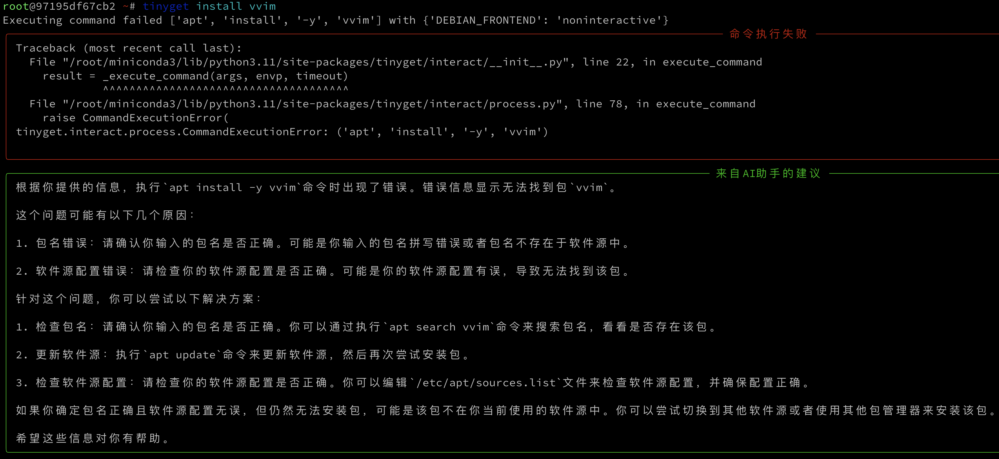 root@97195df67cb2 ~# tinyget install vvim
Executing command failed ['apt', 'install', '-y', 'vvim'] with {'DEBIAN_FRONTEND': 'noninteractive'}
命令执行失败
Traceback (most recent call last):
  File "/root/miniconda3/lib/python3.11/site-packages/tinyget/interact/__init__.py", line 22, in execute_command
    result = _execute_command(args, envp, timeout)
             ^^^^^^^^^^^^^^^^^^^^^^^^^^^^^^^^^^^^^
  File "/root/miniconda3/lib/python3.11/site-packages/tinyget/interact/process.py", line 78, in execute_command
    raise CommandExecutionError(
tinyget.interact.process.CommandExecutionError: ('apt', 'install', '-y', 'vvim')
来自AI助手的建议
根据你提供的信息，执行`apt install -y vvim`命令时出现了错误。错误信息显示无法找到包`vvim`。
这个问题可能有以下几个原因：
1. 包名错误：请确认你输入的包名是否正确。可能是你输入的包名拼写错误或者包名不存在于软件源中。
2. 软件源配置错误：请检查你的软件源配置是否正确。可能是你的软件源配置有误，导致无法找到该包。
针对这个问题，你可以尝试以下解决方案：
1. 检查包名：请确认你输入的包名是否正确。你可以通过执行`apt search vvim`命令来搜索包名，看看是否存在该包。
2. 更新软件源：执行`apt update`命令来更新软件源，然后再次尝试安装包。
3. 检查软件源配置：请检查你的软件源配置是否正确。你可以编辑`/etc/apt/sources.list`文件来检查软件源配置，并确保配置正确。
如果你确定包名正确且软件源配置无误，但仍然无法安装包，可能是该包不在你当前使用的软件源中。你可以尝试切换到其他软件源或者使用其他包管理器来安装该包。
希望这些信息对你有帮助。